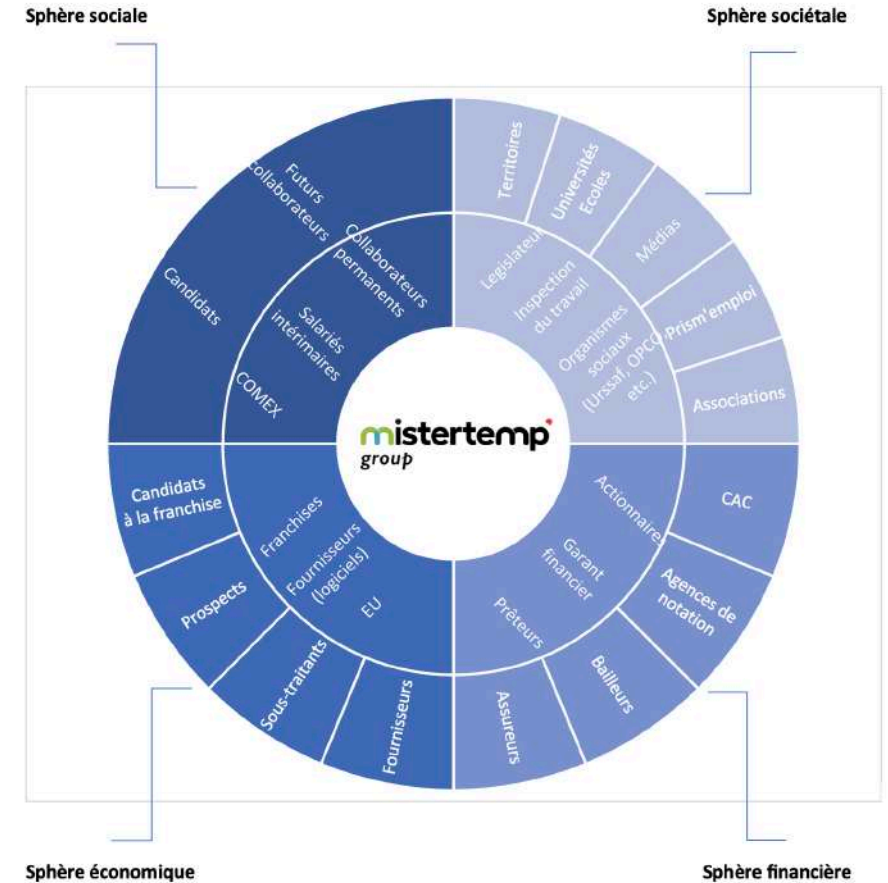 Sphère sociale
Sphère sociétale
Futurs
collaborateurs
Candidats
Collaborateurs
permanents
Salariés
intérimaires
COMEX
Territoires
Universités
Ecoles
Médias
Prism'emploi
Associations
Legislateur
Inspection
du travail
Organismes
sociaux
(Urssaf, OPCO,
etc.)
mistertemp
group
Candidats
à la franchise
Prospects
Sous-traitants
Fournisseurs
Franchises
Fournisseurs
(logiciels)
EU
Actionnaires
Garant
financier
Prêteurs
CAC
Agences de
notation
Bailleurs
Assureurs
Sphère économique
Sphère financière